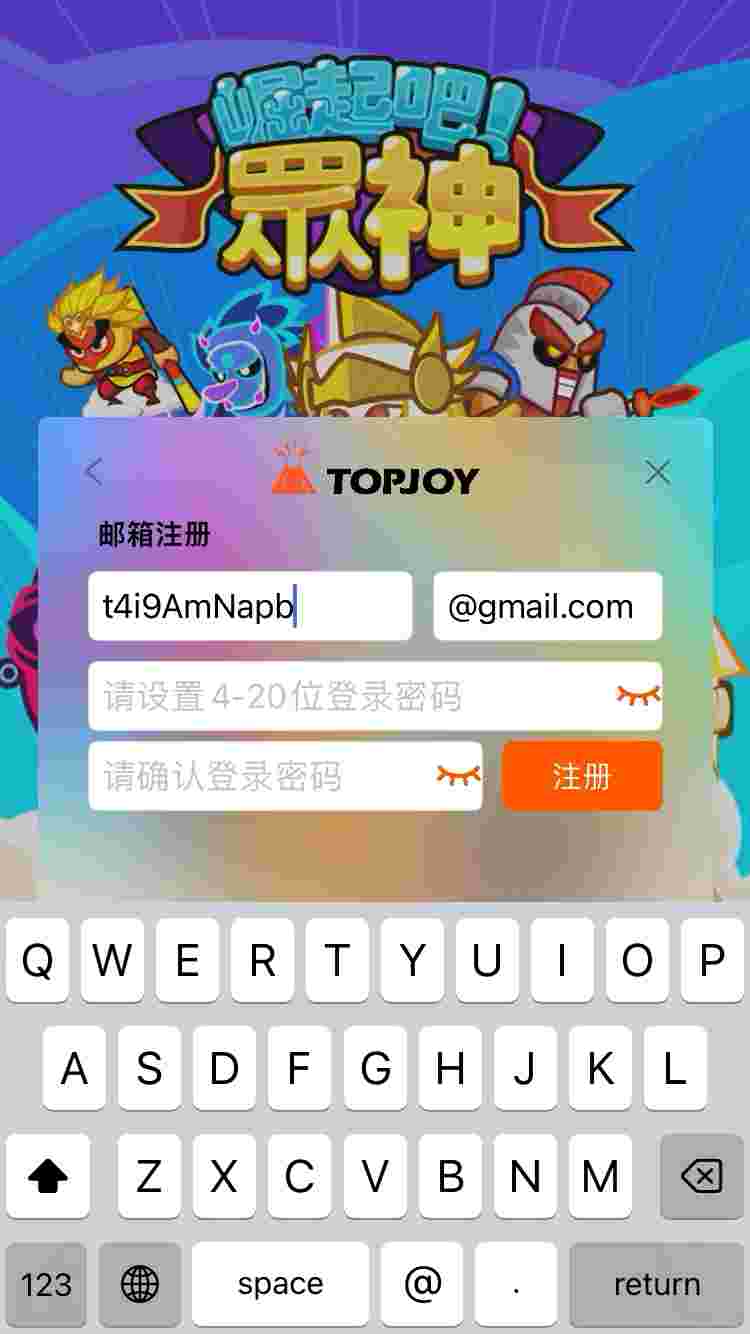 崛起吧!
眾神
TOPJOY
邮箱注册
t4i9AmNapb @gmail.com
请设置4-20位登录密码
请确认登录密码 注册
Q W E R T Y U I O P
A S D F G H J K L
Z X C V B N M
123 space @ . return